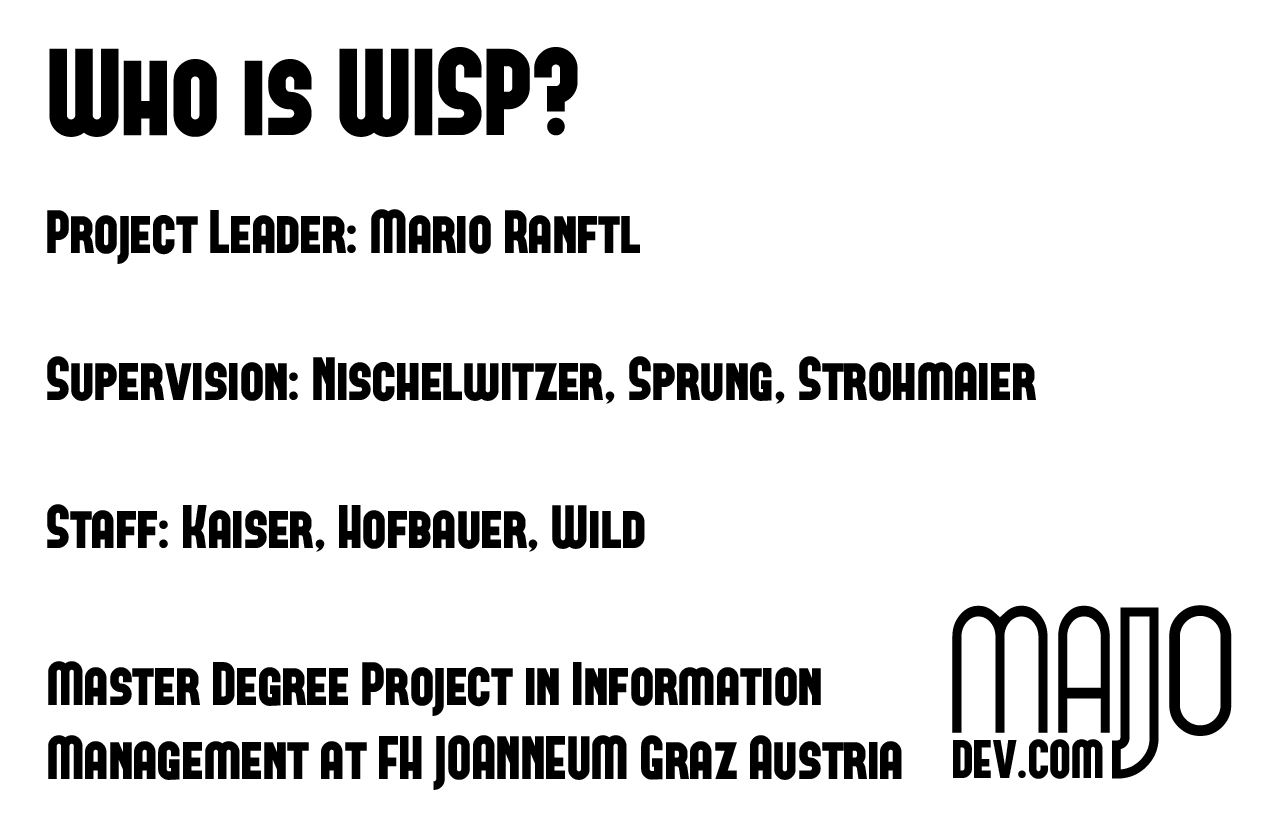 Who is WISP?
Project Leader: Mario Ranftl
Supervision: Nischelwitzer, Sprung, Strohmaier
Staff: Kaiser, Hofbauer, Wild
Master Degree Project in Information
Management at FH JOANNEUM Graz Austria
MAJO
DEV.COM